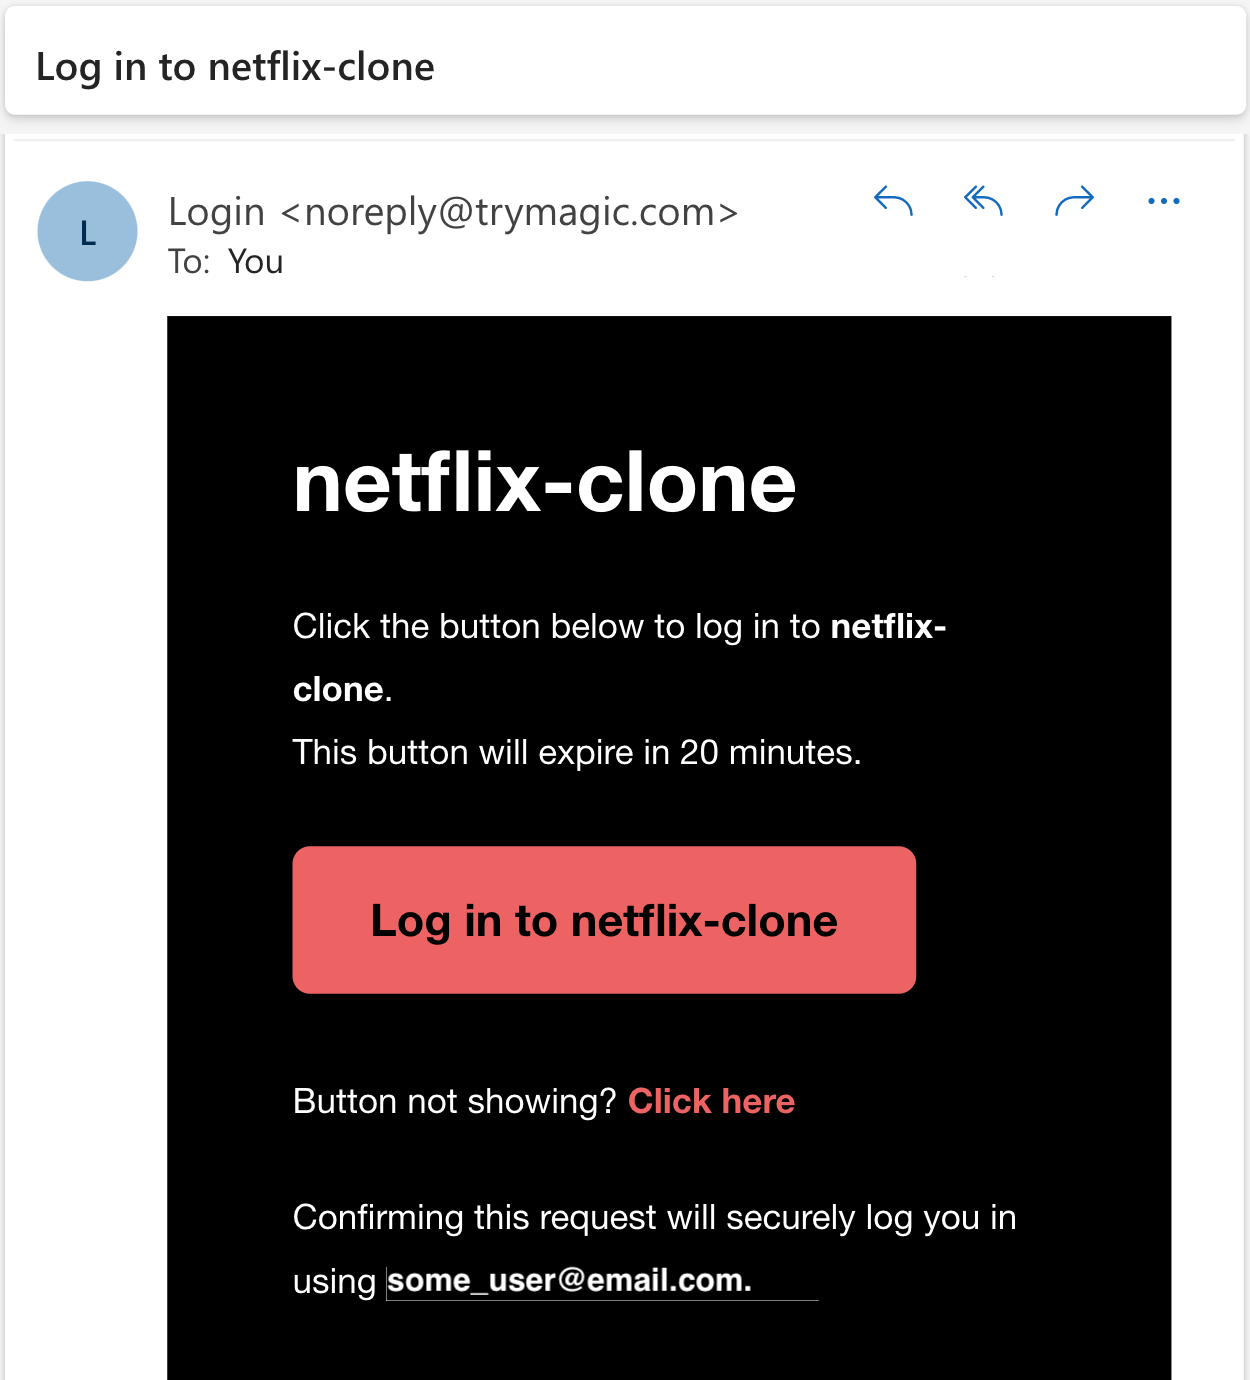 Log in to netflix-clone
L
Login <noreply@trymagic.com>
To: You
netflix-clone
Click the button below to log in to netflix-
clone.
This button will expire in 20 minutes.
Log in to netflix-clone
Button not showing? Click here
Confirming this request will securely log you in
using some_user@email.com.